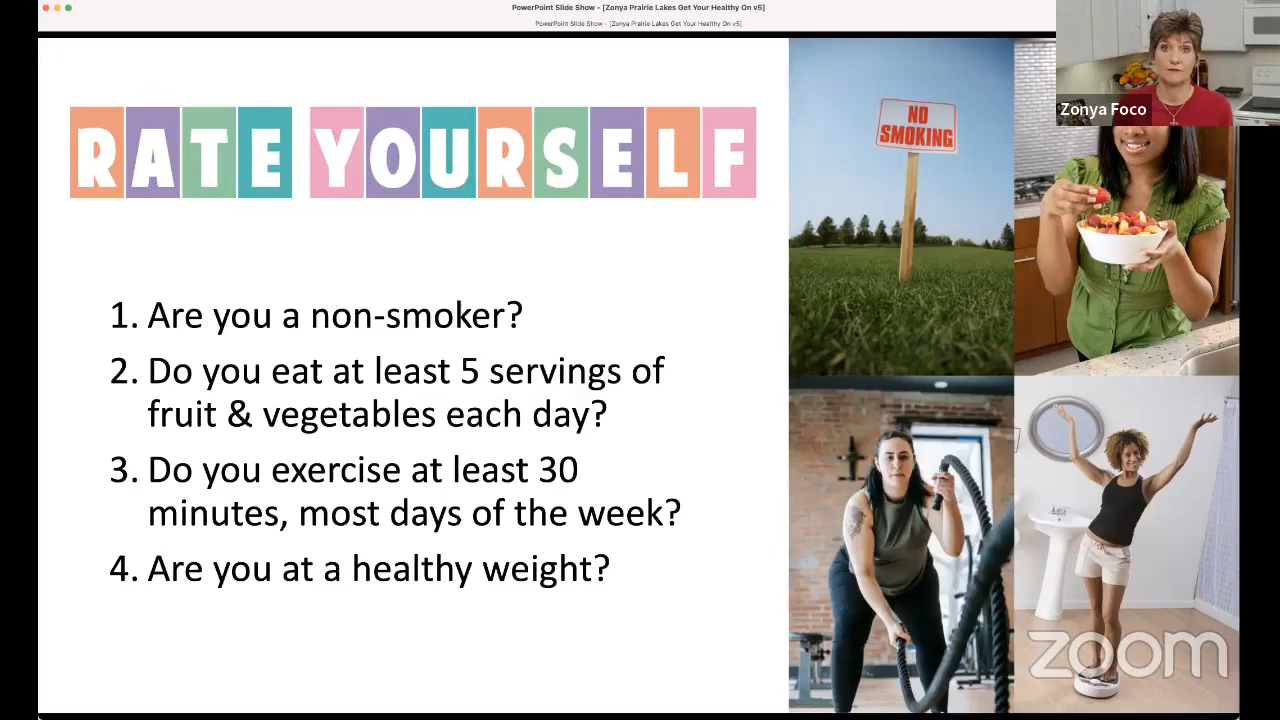 PowerPoint Slide Show - [Zonya Prairie Lakes Get Your Healthy On v5]
PowerPoint Slide Show - [Zonya Prairie Lakes Get Your Healthy On v5]
Zonya Foco
RATE YOURSELF
NO
SMOKING
1. Are you a non-smoker?
2. Do you eat at least 5 servings of
fruit & vegetables each day?
3. Do you exercise at least 30
minutes, most days of the week?
4. Are you at a healthy weight?
zoom